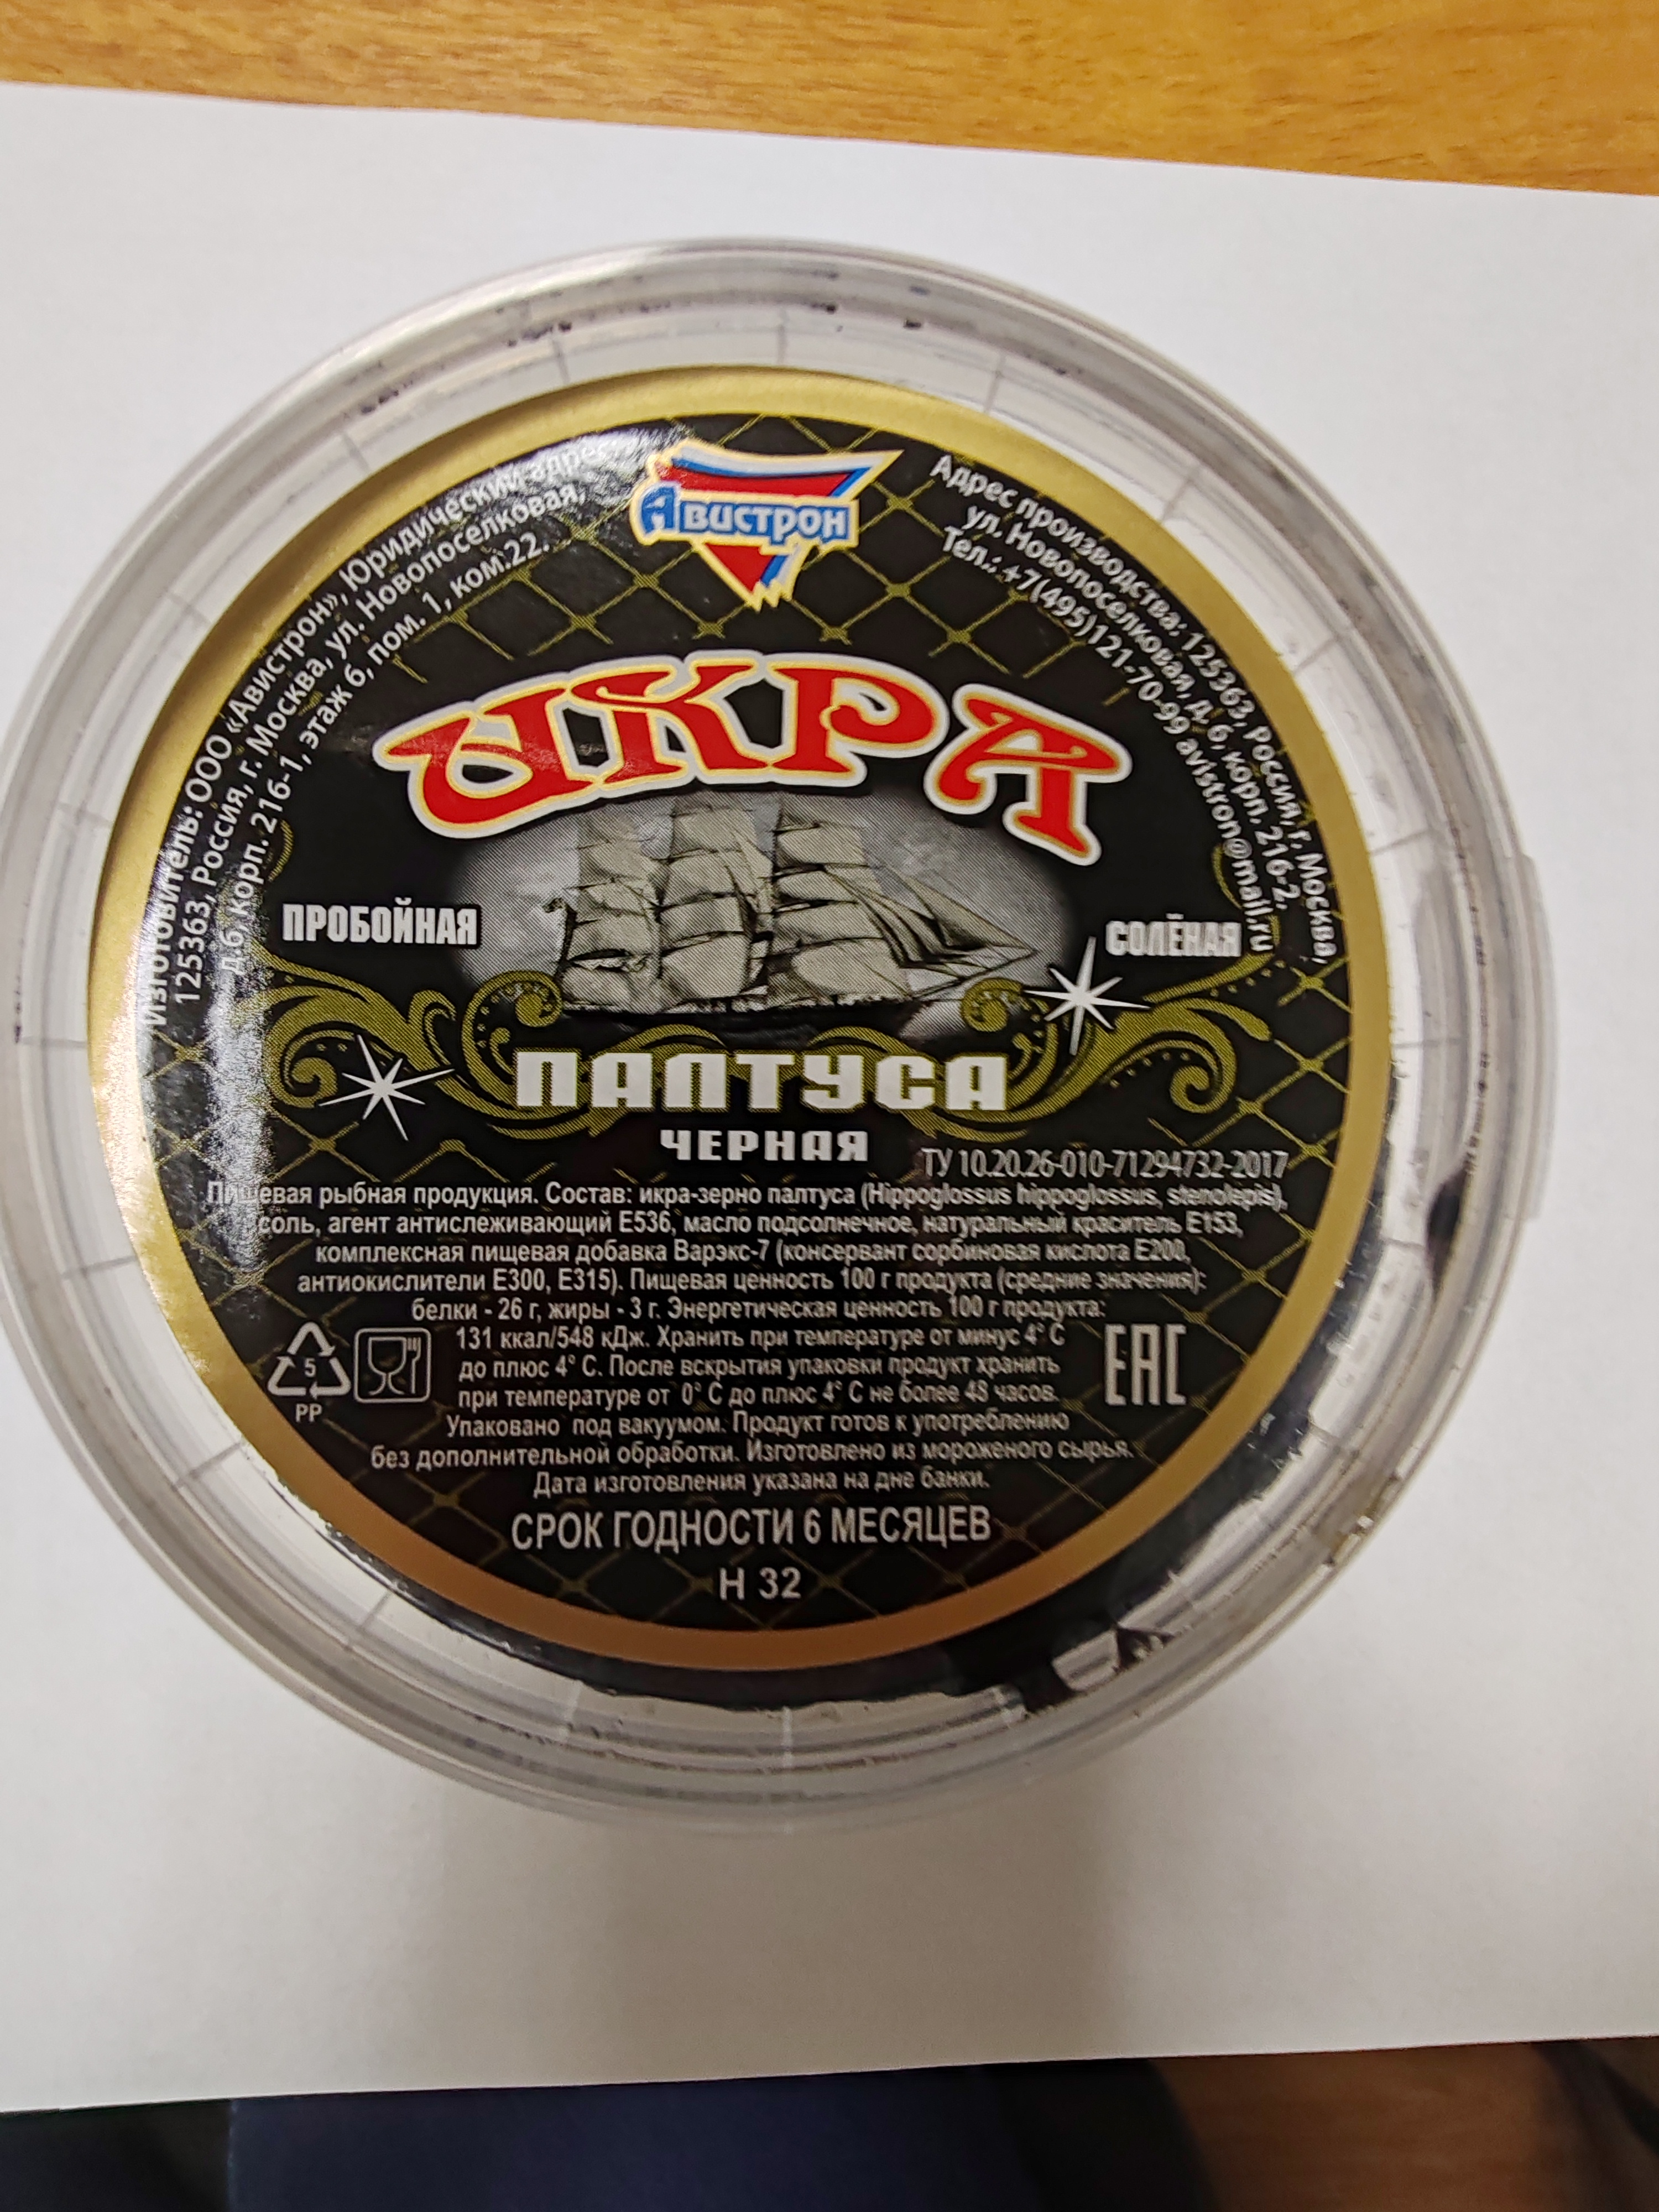 Изготовитель: ООО «Авистрон», Юридический адрес:
125363, Россия, г. Москва, ул. Новопоселковая,
д.6, корп. 216-1, этаж 6, пом. 1, ком.22.
Авистрон
Адрес производства: 125363, Россия, г. Москва,
ул. Новопоселковая, д. 6, корп. 216-2.
Тел.: +7(495)121-70-99 avistron@mail.ru
ИКРА
ПРОБОЙНАЯ
СОЛЁНАЯ
ПАЛТУСА
ЧЕРНАЯ
ТУ 10.20.26-010-71294732-2017
Пищевая рыбная продукция. Состав: икра-зерно палтуса (Hippoglossus hippoglossus, stenolepis),
соль, агент антислеживающий Е536, масло подсолнечное, натуральный краситель Е153,
комплексная пищевая добавка Варэкс-7 (консервант сорбиновая кислота Е200,
антиокислители Е300, Е315). Пищевая ценность 100 г продукта (средние значения):
белки - 26 г, жиры - 3 г. Энергетическая ценность 100 г продукта:
131 ккал/548 кДж. Хранить при температуре от минус 4° С
до плюс 4° С. После вскрытия упаковки продукт хранить
при температуре от 0° С до плюс 4° С не более 48 часов.
5
PP
EAC
Упаковано под вакуумом. Продукт готов к употреблению
без дополнительной обработки. Изготовлено из мороженого сырья.
Дата изготовления указана на дне банки.
СРОК ГОДНОСТИ 6 МЕСЯЦЕВ
Н 32